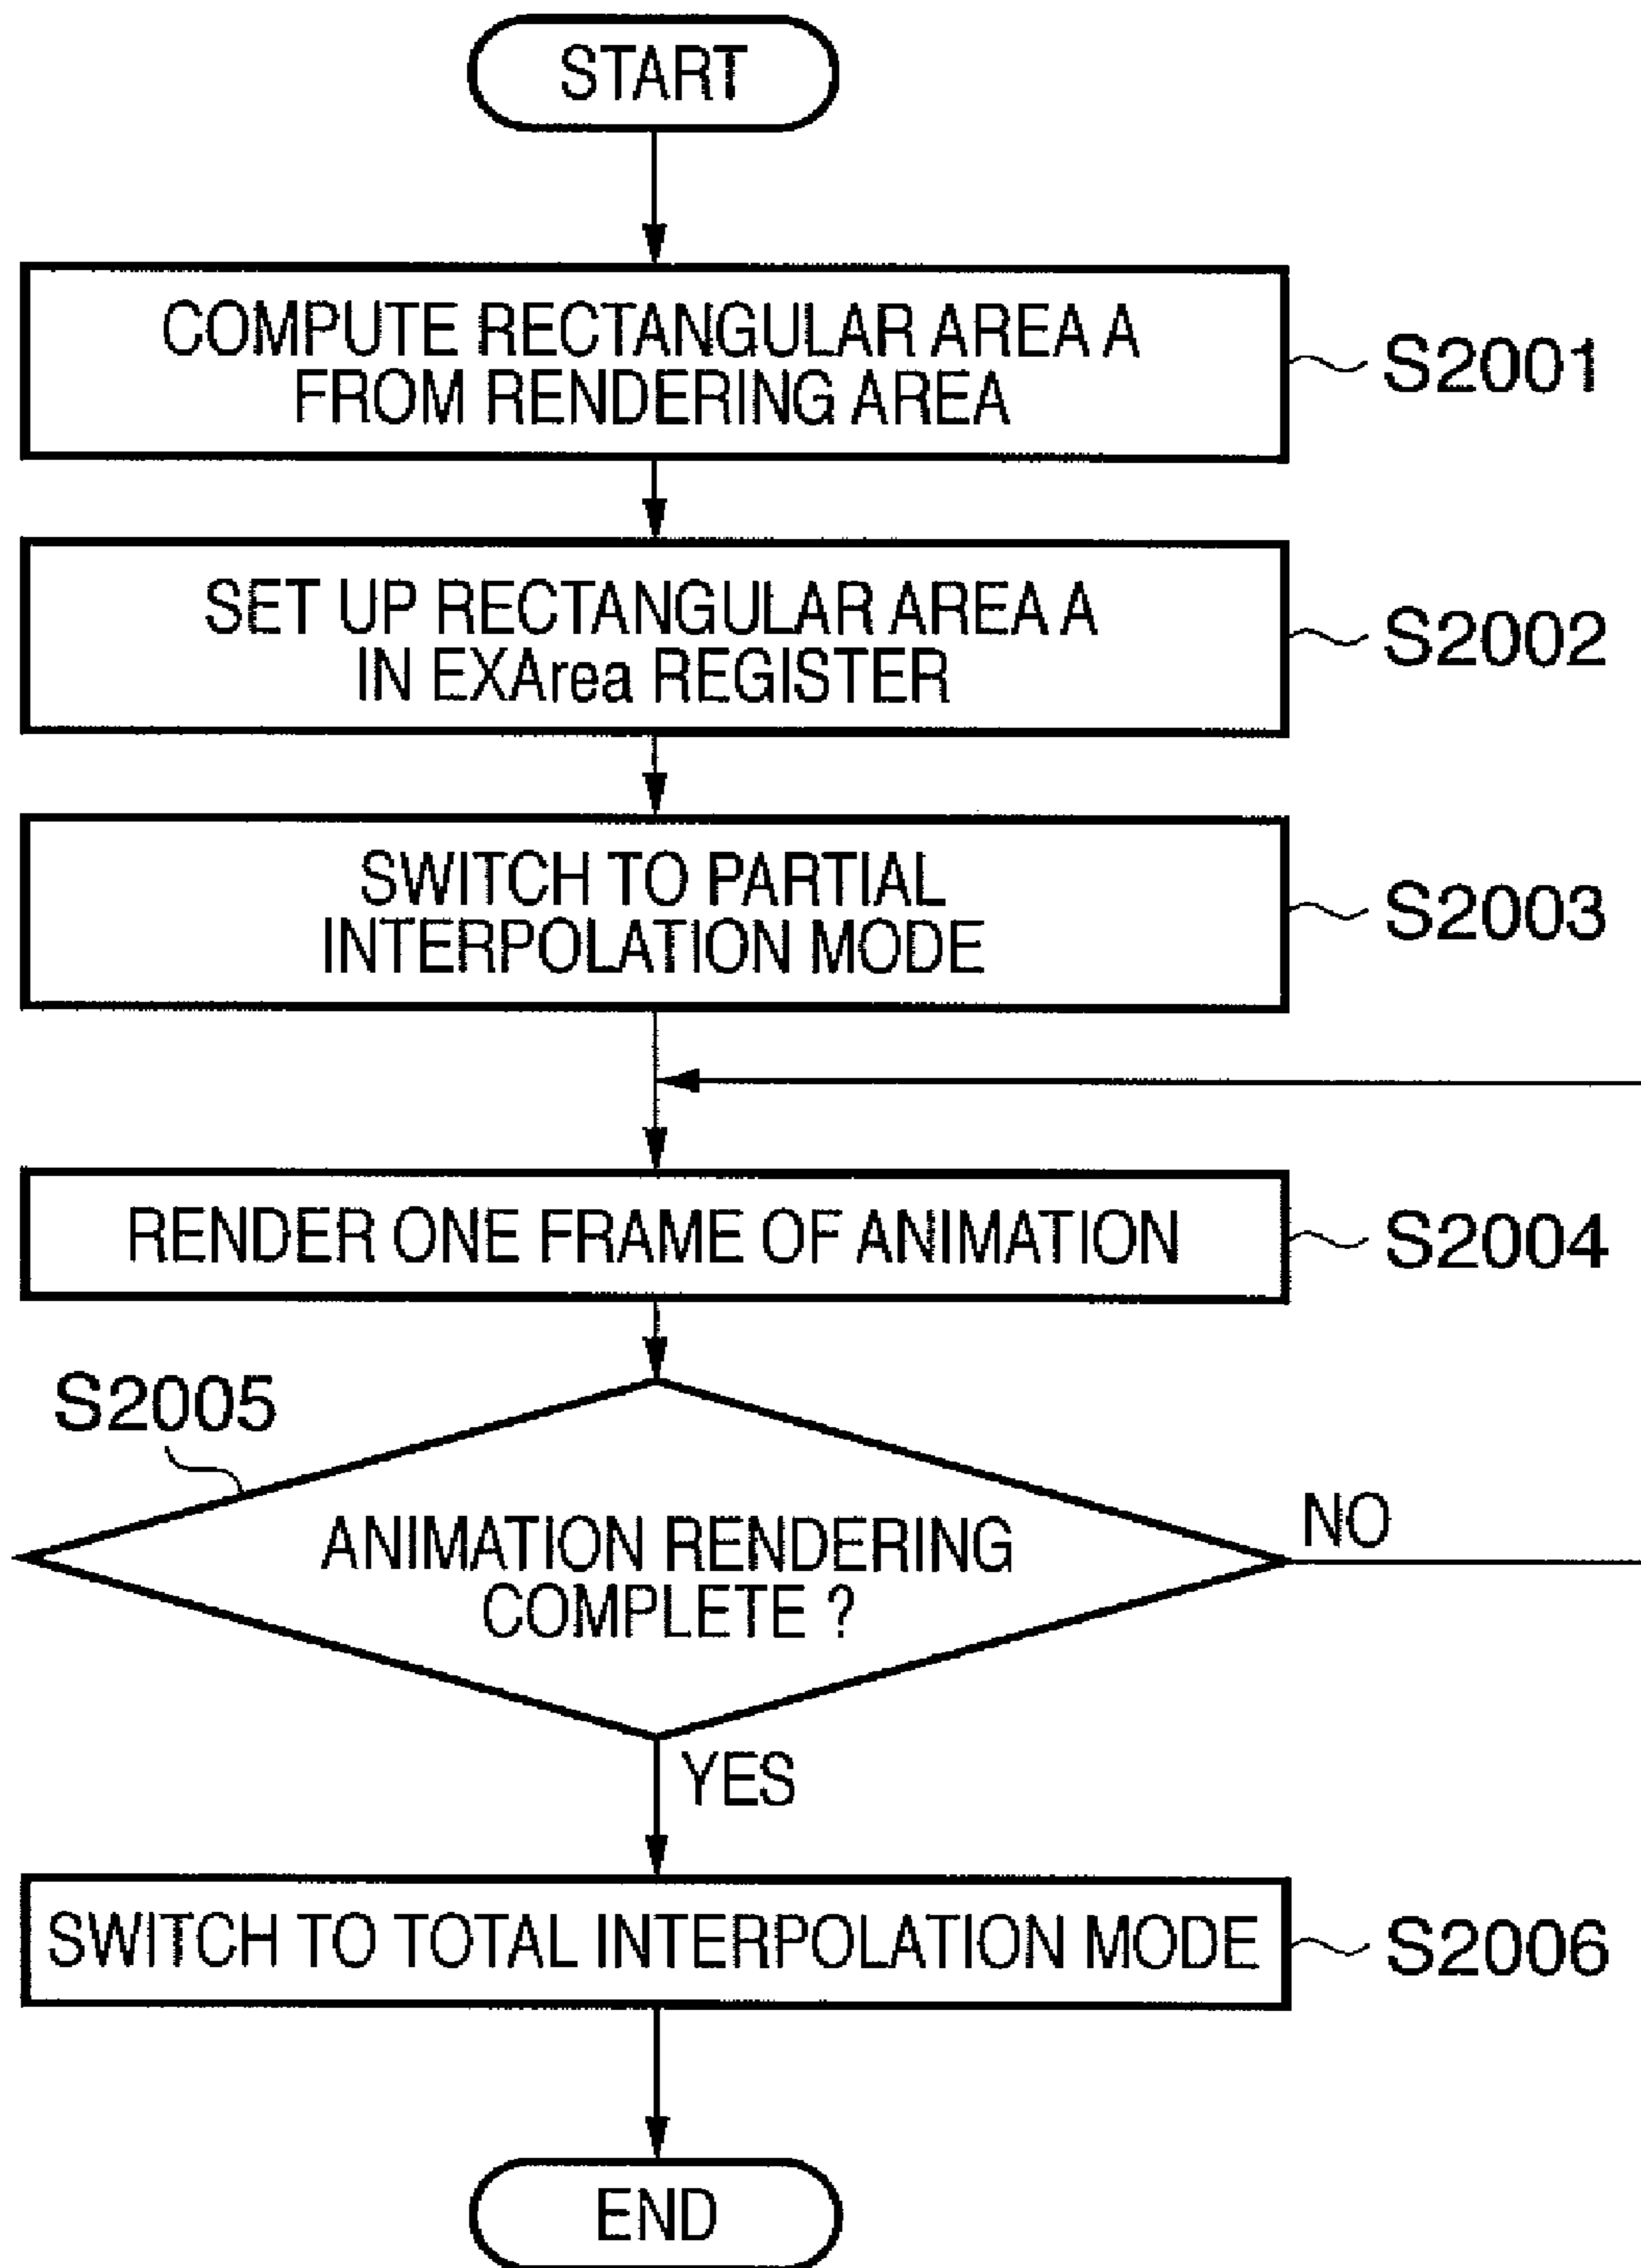 START
COMPUTE RECTANGULAR AREA A
FROM RENDERING AREA
S2001
SET UP RECTANGULAR AREA A
IN EXArea REGISTER
S2002
SWITCH TO PARTIAL
INTERPOLATION MODE
S2003
RENDER ONE FRAME OF ANIMATION
S2004
S2005
ANIMATION RENDERING
COMPLETE ?
NO
YES
SWITCH TO TOTAL INTERPOLATION MODE
S2006
END